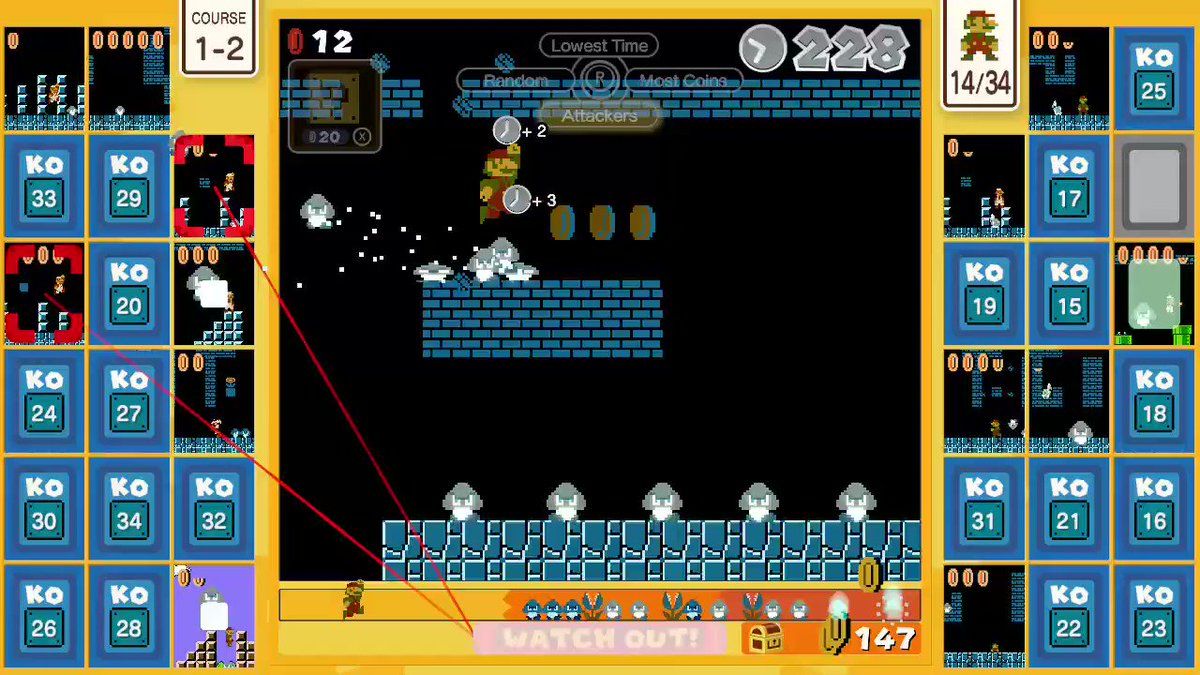 COURSE
1-2
12
Lowest Time
228
Random
R
Most Coins
Attackers
20 X
+ 2
+ 3
14/34
KO
33
KO
29
KO
20
KO
24
KO
27
KO
30
KO
34
KO
32
KO
26
KO
28
KO
25
KO
17
KO
19
KO
15
KO
18
KO
31
KO
21
KO
16
KO
22
KO
23
WATCH OUT!
147